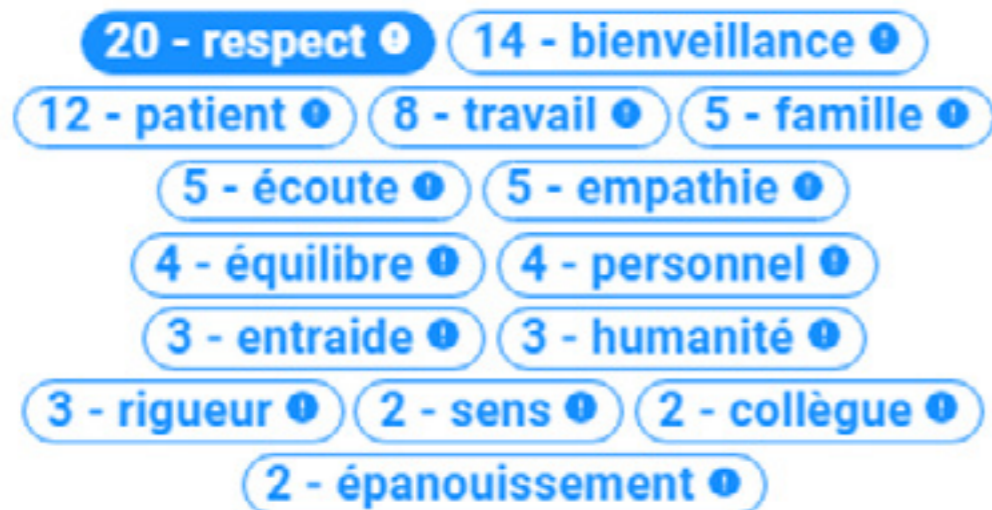 20 - respect 14 - bienveillance
12 - patient 8 - travail 5 - famille
5 - écoute 5 - empathie
4 - équilibre 4 - personnel
3 - entraide 3 - humanité
3 - rigueur 2 - sens 2 - collègue
2 - épanouissement